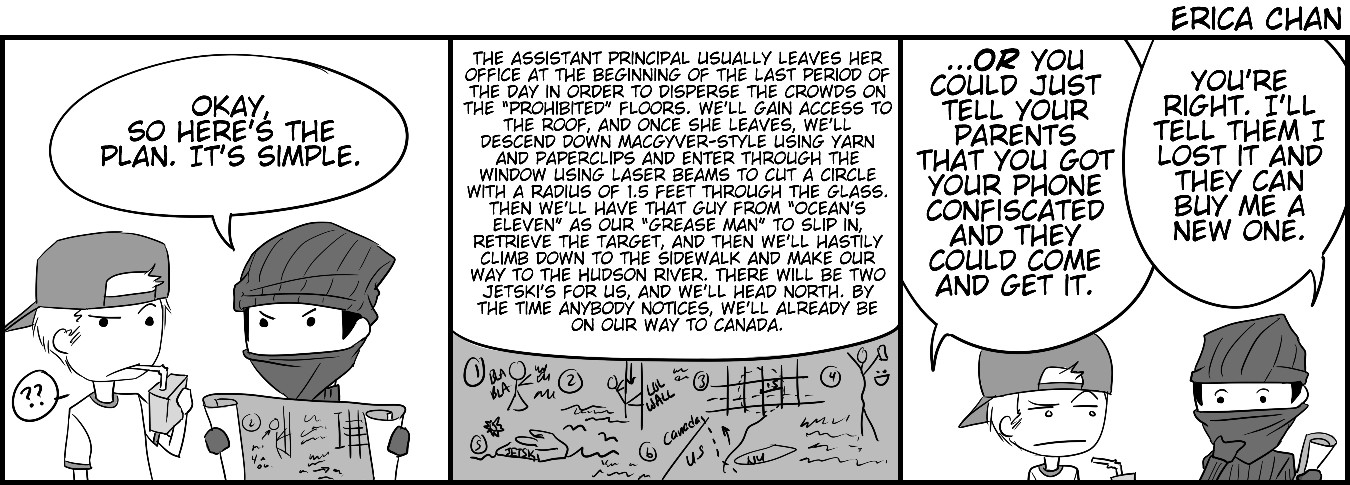 ERICA CHAN
OKAY,
SO HERE'S THE
PLAN. IT'S SIMPLE.
??
THE ASSISTANT PRINCIPAL USUALLY LEAVES HER
OFFICE AT THE BEGINNING OF THE LAST PERIOD OF
THE DAY IN ORDER TO DISPERSE THE CROWDS ON
THE "PROHIBITED" FLOORS. WE'LL GAIN ACCESS TO
THE ROOF, AND ONCE SHE LEAVES, WE'LL
DESCEND DOWN MACGYVER-STYLE USING YARN
AND PAPERCLIPS AND ENTER THROUGH THE
WINDOW USING LASER BEAMS TO CUT A CIRCLE
WITH A RADIUS OF 1.5 FEET THROUGH THE GLASS.
THEN WE'LL HAVE THAT GUY FROM "OCEAN'S
ELEVEN" AS OUR "GREASE MAN" TO SLIP IN,
RETRIEVE THE TARGET, AND THEN WE'LL HASTILY
CLIMB DOWN TO THE SIDEWALK AND MAKE OUR
WAY TO THE HUDSON RIVER. THERE WILL BE TWO
JETSKI'S FOR US, AND WE'LL HEAD NORTH. BY
THE TIME ANYBODY NOTICES, WE'LL ALREADY BE
ON OUR WAY TO CANADA.
1
BLA
BLA
2
LOL
WALL
3
1.5
4
5
JETSKI
6
Canaday
US
NY
...OR YOU
COULD JUST
TELL YOUR
PARENTS
THAT YOU GOT
YOUR PHONE
CONFISCATED
AND THEY
COULD COME
AND GET IT.
YOU'RE
RIGHT. I'LL
TELL THEM I
LOST IT AND
THEY CAN
BUY ME A
NEW ONE.